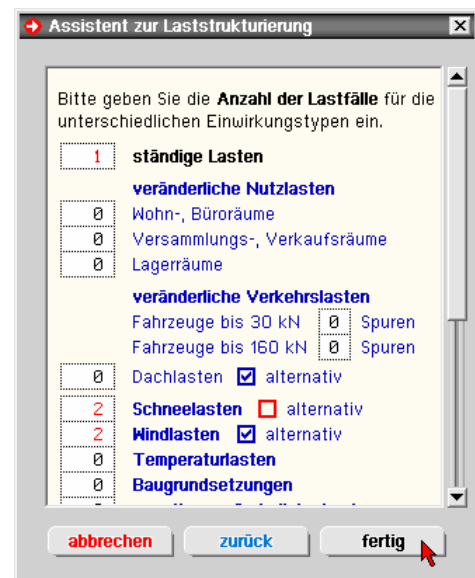 Assistent zur Laststrukturierung
Bitte geben Sie die Anzahl der Lastfälle für die
unterschiedlichen Einwirkungstypen ein.
1 ständige Lasten
veränderliche Nutzlasten
0 Wohn-, Büroräume
0 Versammlungs-, Verkaufsräume
0 Lagerräume
veränderliche Verkehrslasten
Fahrzeuge bis 30 kN 0 Spuren
Fahrzeuge bis 160 kN 0 Spuren
0 Dachlasten alternativ
2 Schneelasten alternativ
2 Windlasten alternativ
0 Temperaturlasten
0 Baugrundsetzungen
abbrechen zurück fertig